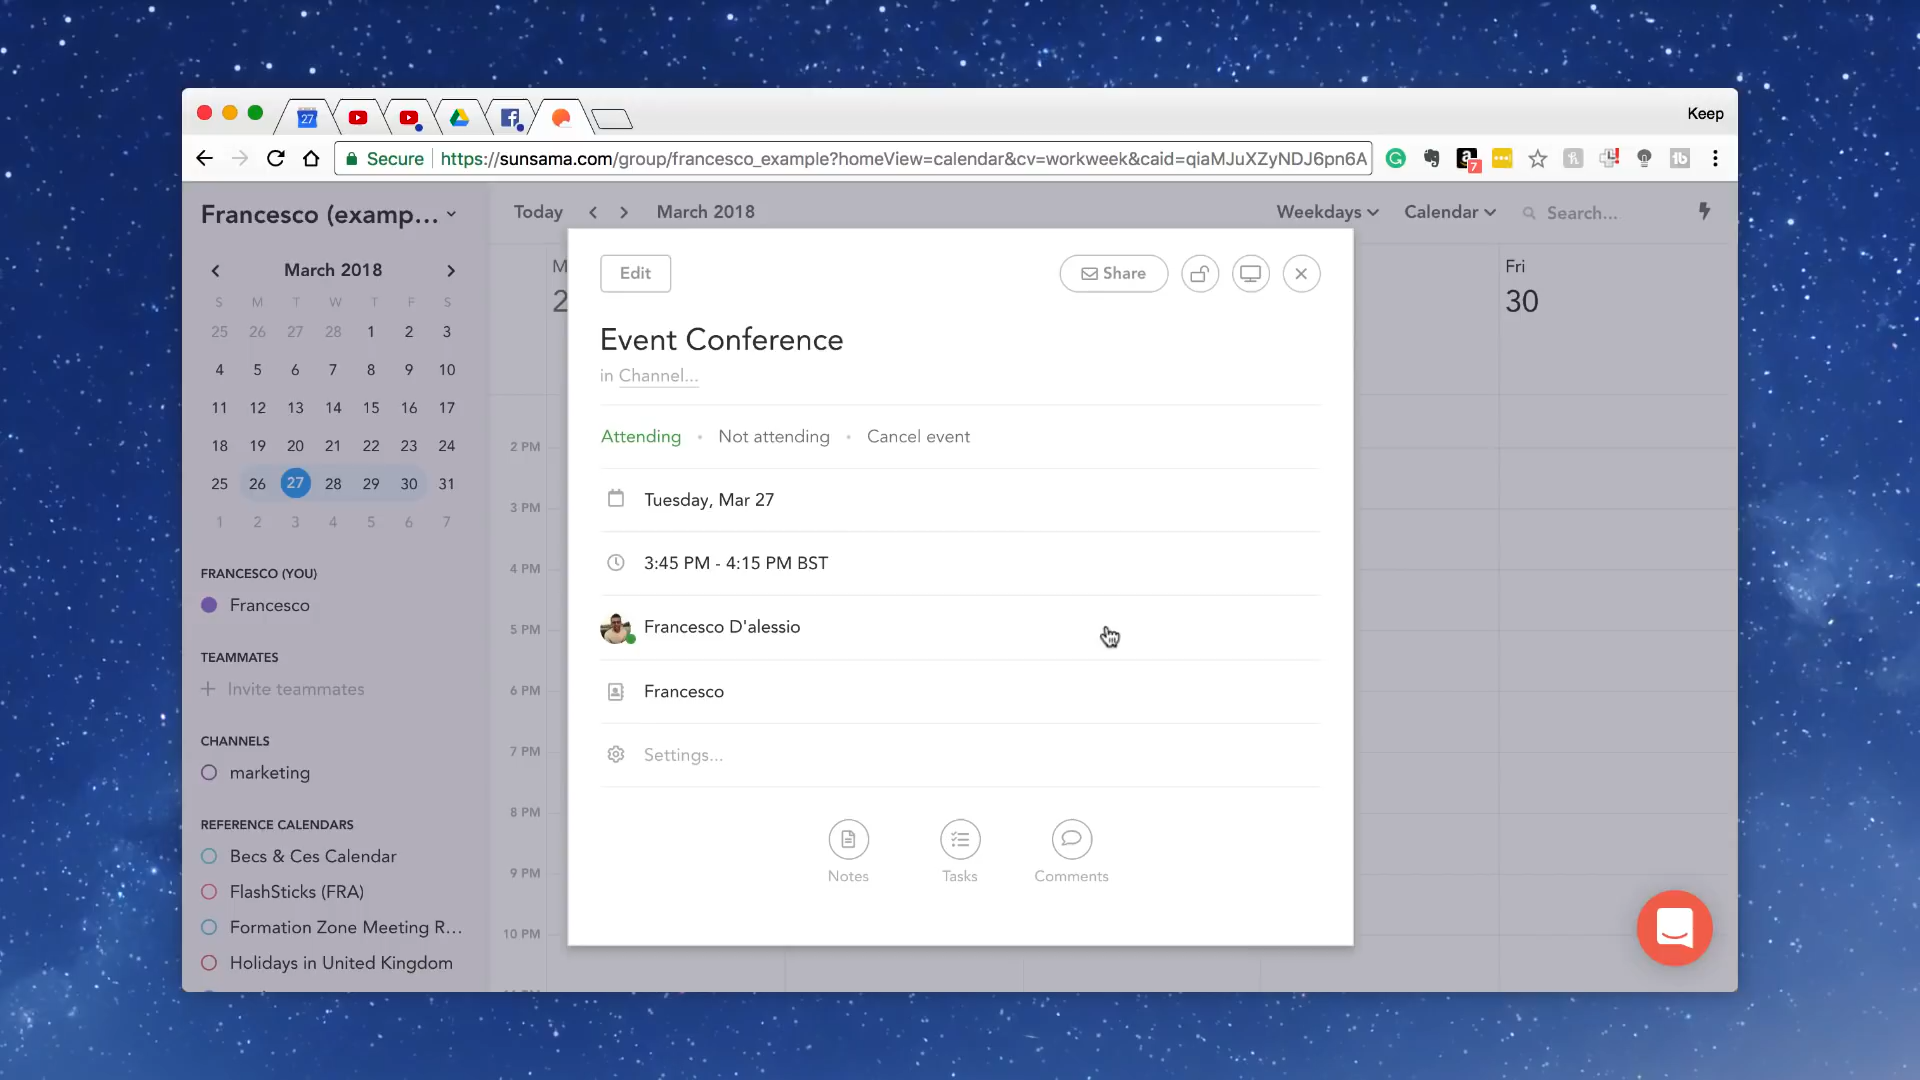 27
Keep
Secure https://sunsama.com/group/francesco_example?homeView=calendar&cv=workweek&caid=qiaMJuXZyNDJ6pn6A
7
Francesco (examp...
Today March 2018 Weekdays Calendar Search...
March 2018
S M T W T F S
25 26 27 28 1 2 3
4 5 6 7 8 9 10
11 12 13 14 15 16 17
18 19 20 21 22 23 24
25 26 27 28 29 30 31
1 2 3 4 5 6 7
FRANCESCO (YOU)
Francesco
TEAMMATES
+ Invite teammates
CHANNELS
marketing
REFERENCE CALENDARS
Becs & Ces Calendar
FlashSticks (FRA)
Formation Zone Meeting R...
Holidays in United Kingdom
Fri
30
2 PM
3 PM
4 PM
5 PM
6 PM
7 PM
8 PM
9 PM
10 PM
Edit Share
Event Conference
in Channel...
Attending • Not attending • Cancel event
Tuesday, Mar 27
3:45 PM - 4:15 PM BST
Francesco D'alessio
Francesco
Settings...
Notes Tasks Comments